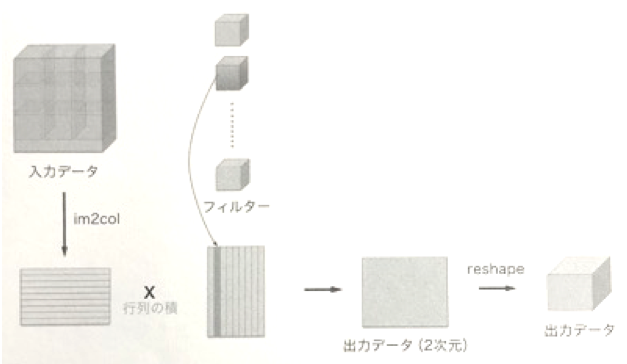 入力データ
フィルター
im2col
X
行列の積
reshape
出力データ(2次元)
出力データ